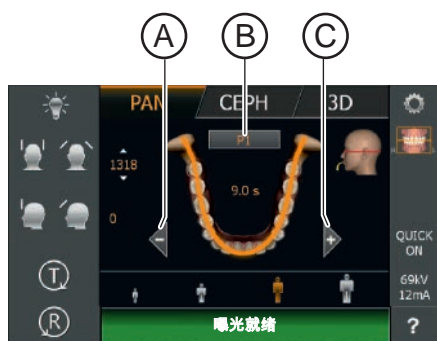 A B C
PAN CEPH 3D
P1
1318
9.0 s
0
− +
QUICK
ON
69kV
12mA
T
R
曝光就绪
?